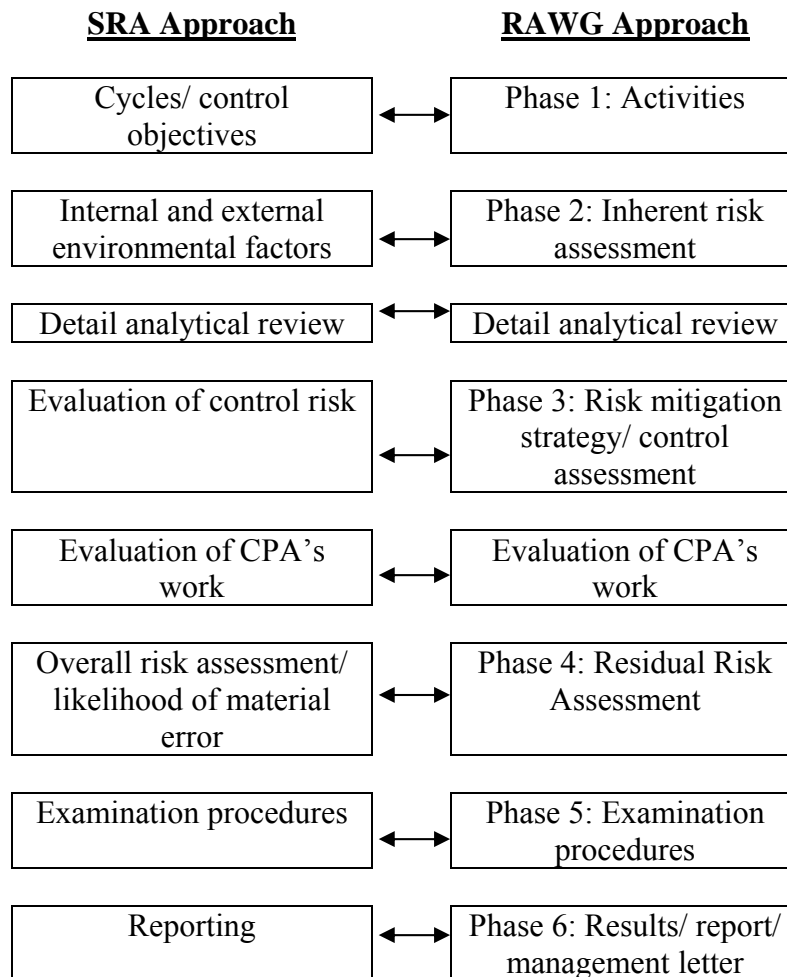 SRA Approach
RAWG Approach
Cycles/ control
objectives
Phase 1: Activities
Internal and external
environmental factors
Phase 2: Inherent risk
assessment
Detail analytical review
Detail analytical review
Evaluation of control risk
Phase 3: Risk mitigation
strategy/ control
assessment
Evaluation of CPA’s
work
Evaluation of CPA’s
work
Overall risk assessment/
likelihood of material
error
Phase 4: Residual Risk
Assessment
Examination procedures
Phase 5: Examination
procedures
Reporting
Phase 6: Results/ report/
management letter